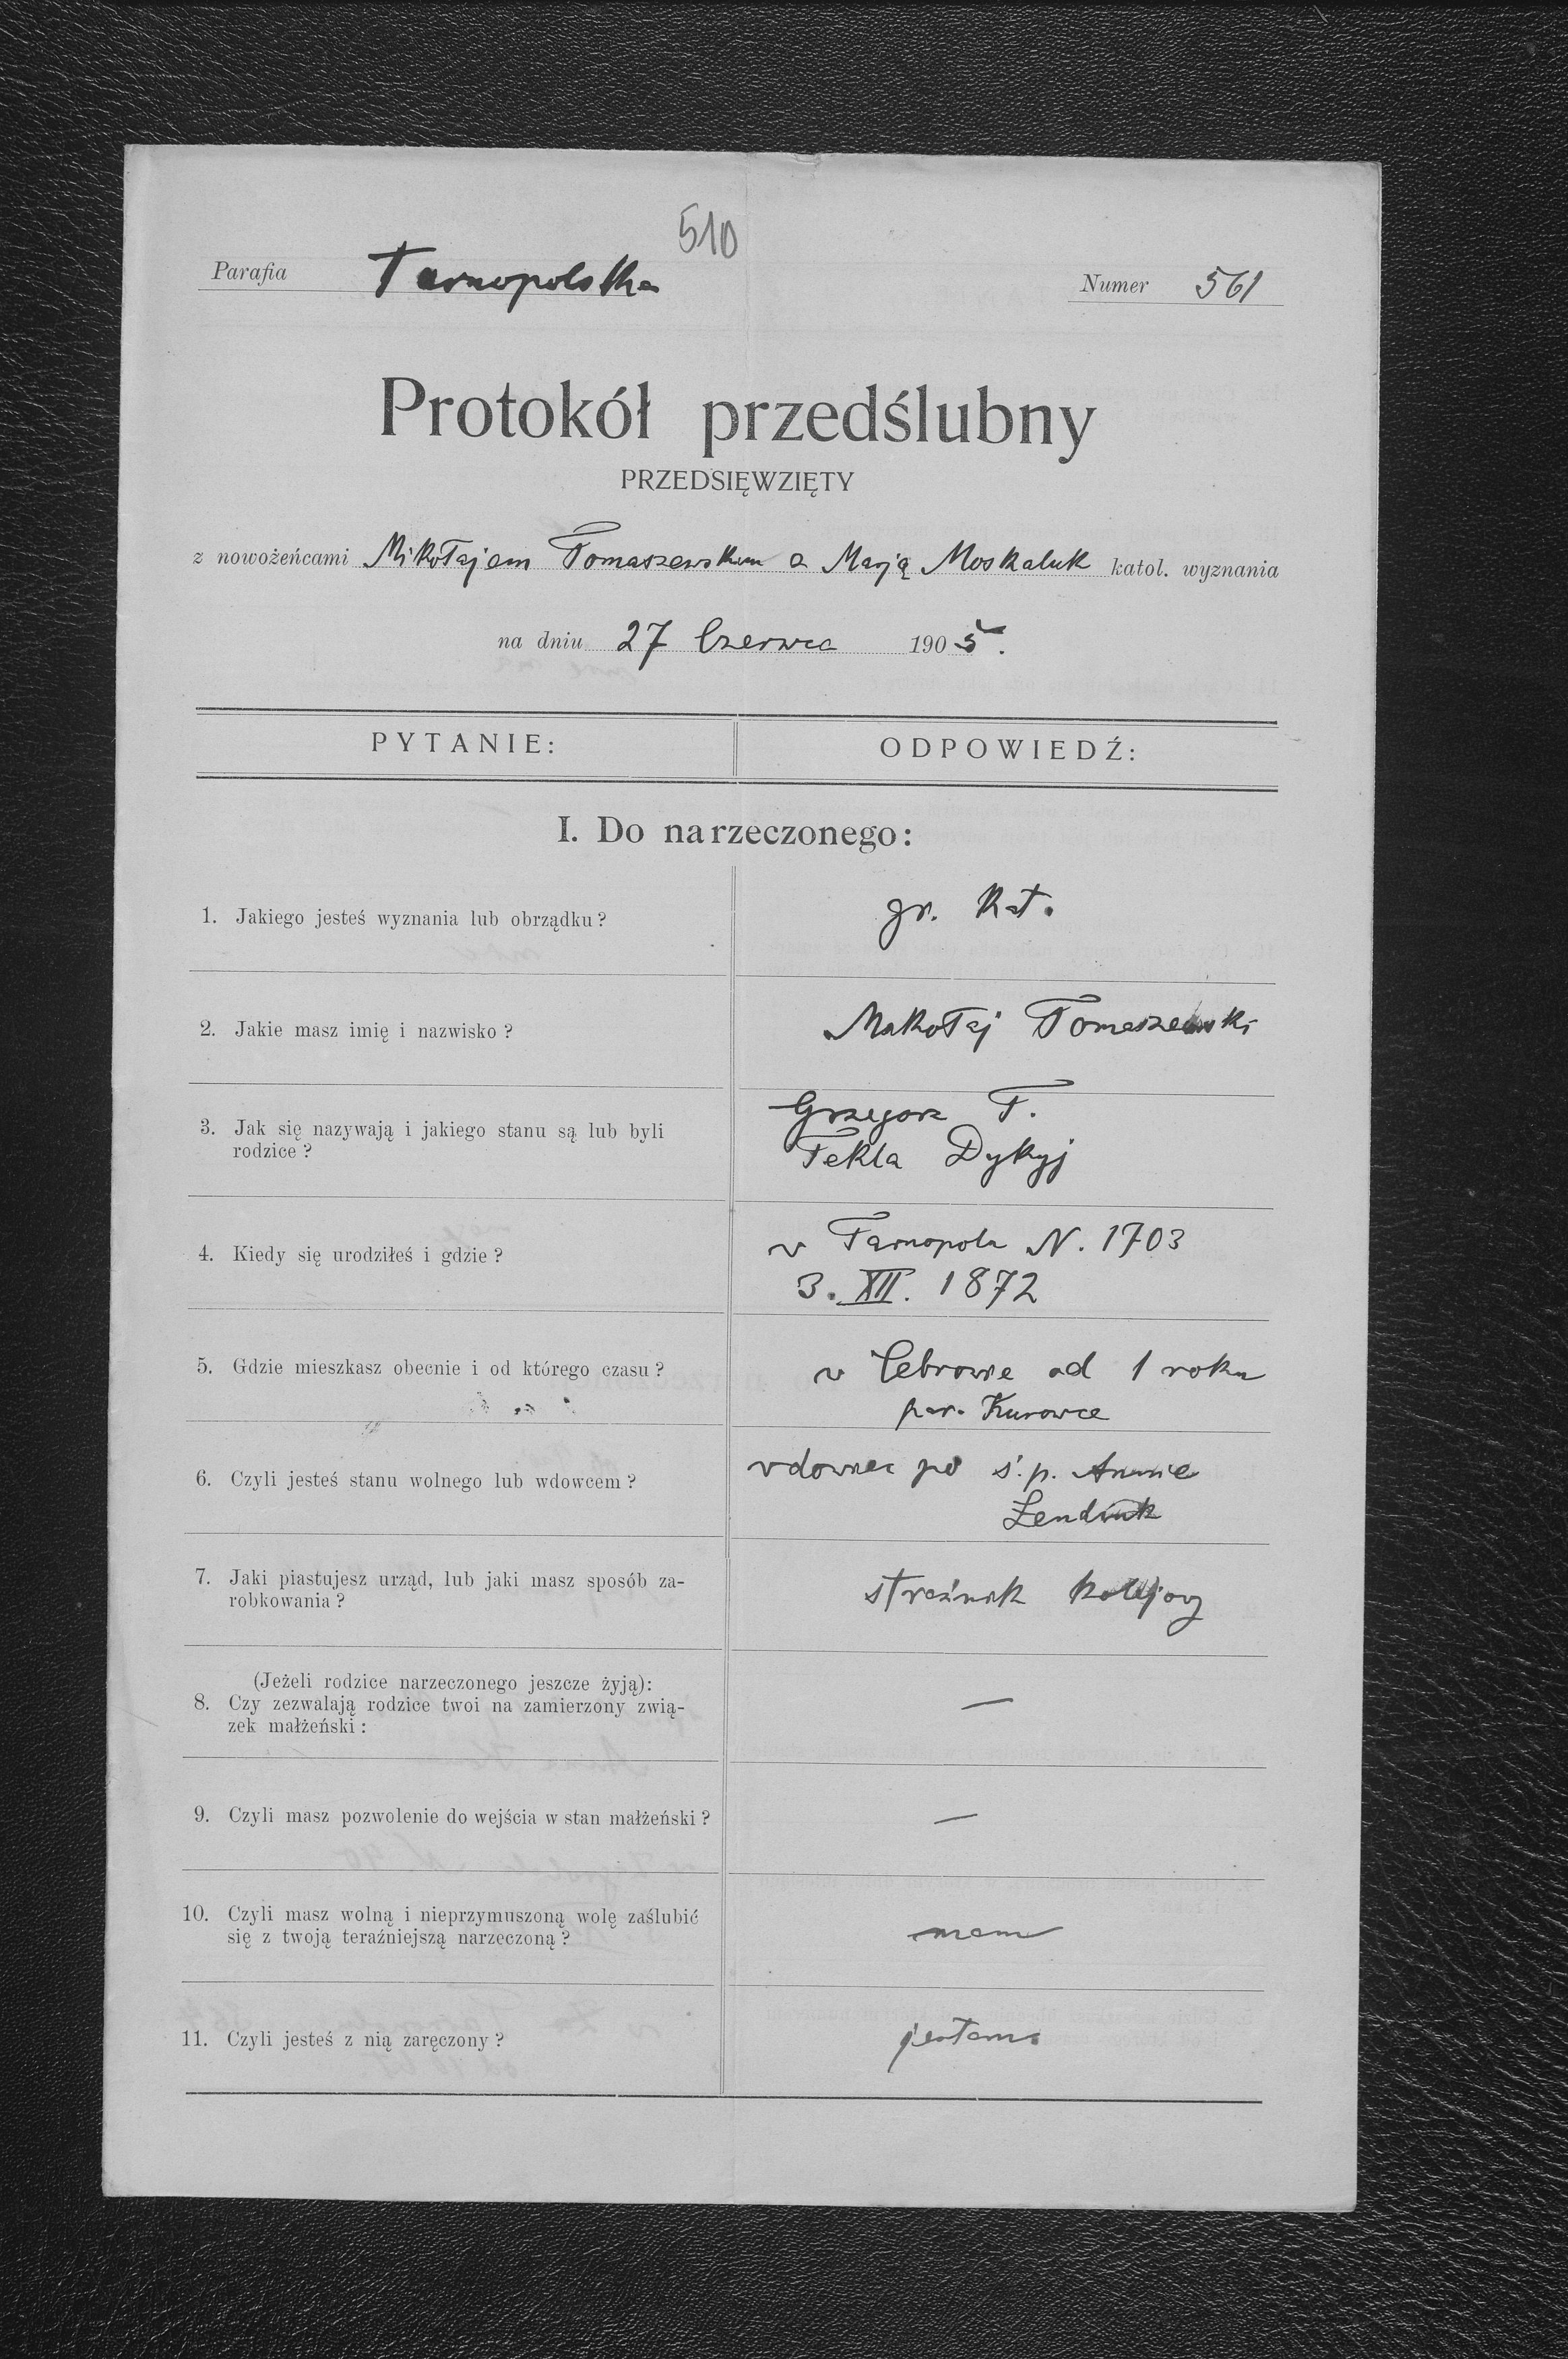 510
Parafia Tarnopolska Numer 561
Protokół przedślubny
PRZEDSIĘWZIĘTY
z nowożeńcami Mikołajem Tomaszewskim a Marją Moskaluk katol. wyznania
na dniu 27 Czerwca 1905.
PYTANIE: ODPOWIEDŹ:
I. Do narzeczonego:
1. Jakiego jesteś wyznania lub obrządku? gr. kat.
2. Jakie masz imię i nazwisko? Mikołaj Tomaszewski
3. Jak się nazywają i jakiego stanu są lub byli
rodzice?
Grzegorz T.
Tekla Dykyj
4. Kiedy się urodziłeś i gdzie?
w Tarnopolu N. 1703
3. XII. 1872
5. Gdzie mieszkasz obecnie i od którego czasu?
w Cebrowie od 1 roku
par. Kurowce
6. Czyli jesteś stanu wolnego lub wdowcem?
wdowiec po ś.p. Annie
7. Jaki piastujesz urząd, lub jaki masz sposób za-
robkowania?
strażnik kolejowy
(Jeżeli rodzice narzeczonego jeszcze żyją):
8. Czy zezwalają rodzice twoi na zamierzony zwią-
zek małżeński:
—
9. Czyli masz pozwolenie do wejścia w stan małżeński? —
10. Czyli masz wolną i nieprzymuszoną wolę zaślubić
się z twoją teraźniejszą narzeczoną?
mam
11. Czyli jesteś z nią zaręczony? jestem